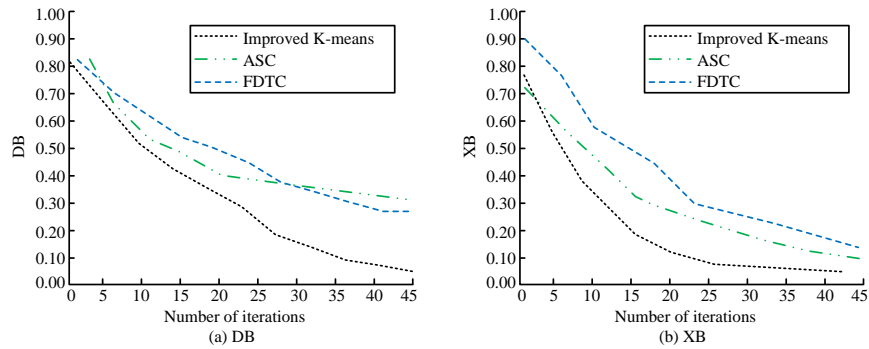 1.00
0.90
0.80
0.70
0.60
0.50
0.40
0.30
0.20
0.10
0.00
DB
Improved K-means
ASC
FDTC
0 10 20 30 40 45
Number of iterations
(a) DB
1.00
0.90
0.80
0.70
0.60
0.50
0.40
0.30
0.20
0.10
0.00
XB
Improved K-means
ASC
FDTC
0 5 10 15 20 25 30 35 40 45
Number of iterations
(b) XB